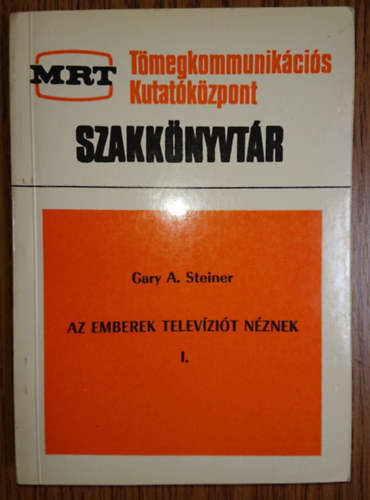 MRT
Tömegkommunikációs
Kutatóközpont
SZAKKÖNYVTÁR
Gary A. Steiner
AZ EMBEREK TELEVÍZIÓT NÉZNEK
I.